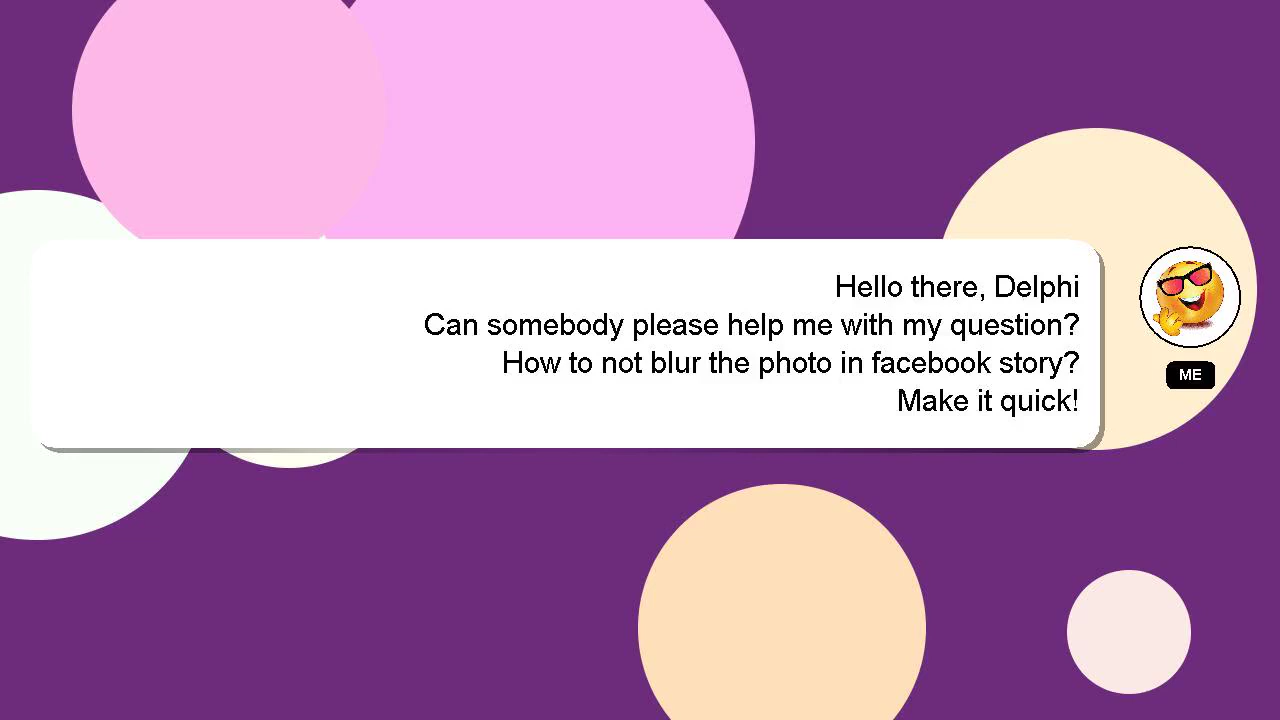 Hello there, Delphi
Can somebody please help me with my question?
How to not blur the photo in facebook story?
Make it quick!
ME